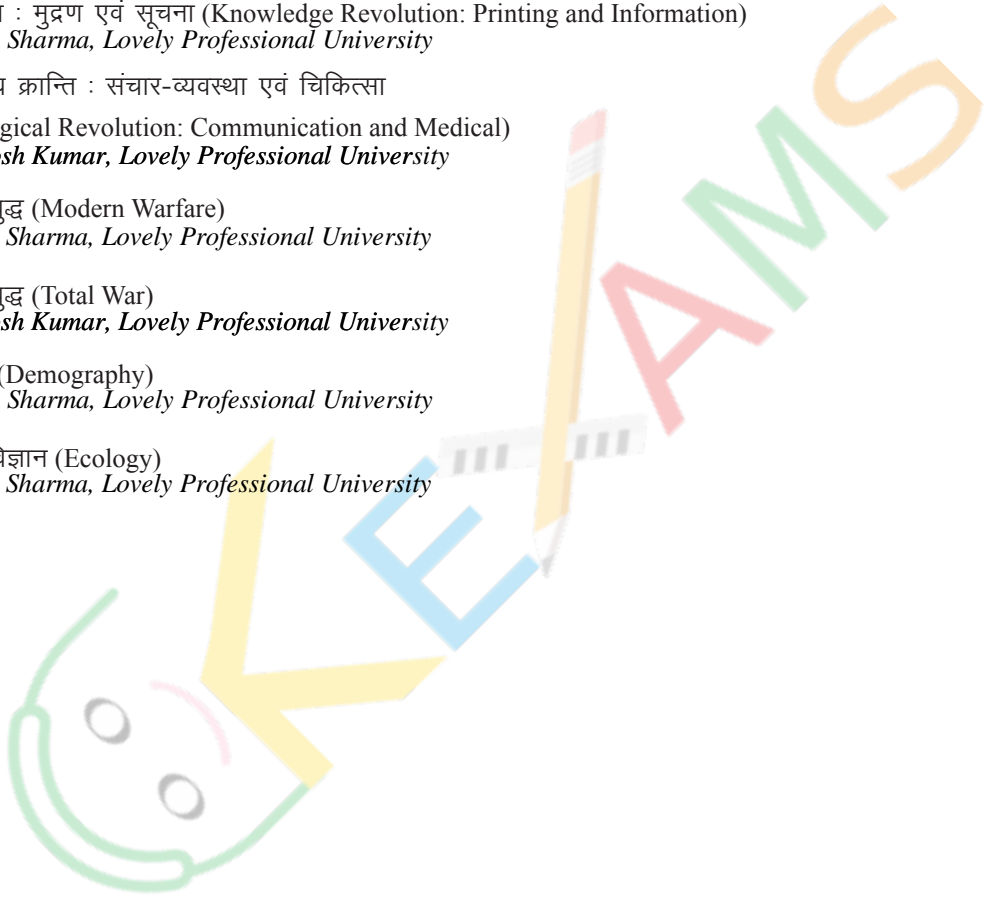 : मुद्रण एवं सूचना (Knowledge Revolution: Printing and Information)
Sharma, Lovely Professional University
क्रान्ति : संचार-व्यवस्था एवं चिकित्सा
gical Revolution: Communication and Medical)
sh Kumar, Lovely Professional University
(Modern Warfare)
Sharma, Lovely Professional University
(Total War)
sh Kumar, Lovely Professional University
(Demography)
Sharma, Lovely Professional University
(Ecology)
Sharma, Lovely Professional University
KEXAMS